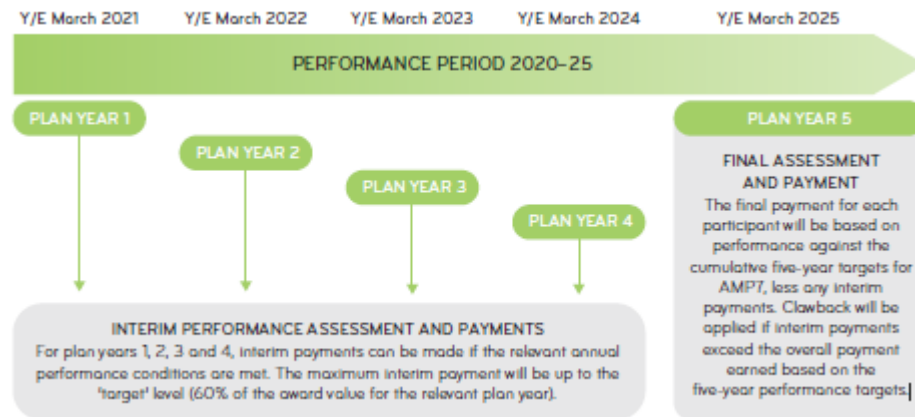 Y/E March 2021 Y/E March 2022 Y/E March 2023 Y/E March 2024 Y/E March 2025
PERFORMANCE PERIOD 2020–25
PLAN YEAR 1
PLAN YEAR 2
PLAN YEAR 3
PLAN YEAR 4
INTERIM PERFORMANCE ASSESSMENT AND PAYMENTS
For plan years 1, 2, 3 and 4, interim payments can be made if the relevant annual
performance conditions are met. The maximum interim payment will be up to the
'target' level (60% of the award value for the relevant plan year).
PLAN YEAR 5
FINAL ASSESSMENT
AND PAYMENT
The final payment for each
participant will be based on
performance against the
cumulative five-year targets for
AMP7, less any interim
payments. Clawback will be
applied if interim payments
exceed the overall payment
earned based on the
five-year performance targets.